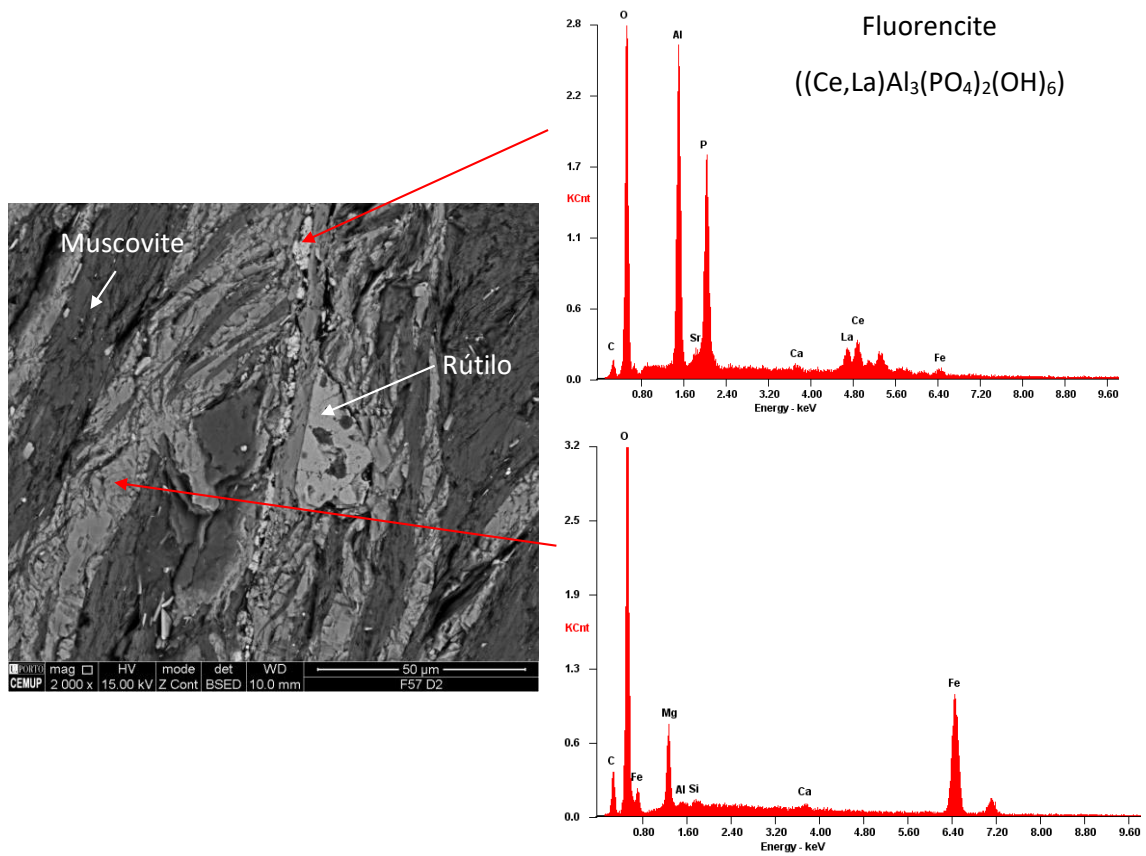 Fluorencite
((Ce,La)Al₃(PO₄)₂(OH)₆)
2.8
2.2
1.7
KCnt
1.1
0.6
0.0
O
Al
P
C
Sr
Ca
La
Ce
Fe
0.80 1.60 2.40 3.20 4.00 4.80 5.60 6.40 7.20 8.00 8.80 9.60
Energy - keV
Muscovite
Rútilo
U.PORTO mag □ HV mode det WD 50 µm
CEMUP 2 000 x 15.00 kV Z Cont BSED 10.0 mm F57 D2
3.2
2.5
1.9
KCnt
1.3
0.6
0.0
O
C
Fe
Mg
Al
Si
Ca
Fe
0.80 1.60 2.40 3.20 4.00 4.80 5.60 6.40 7.20 8.00 8.80 9.60
Energy - keV